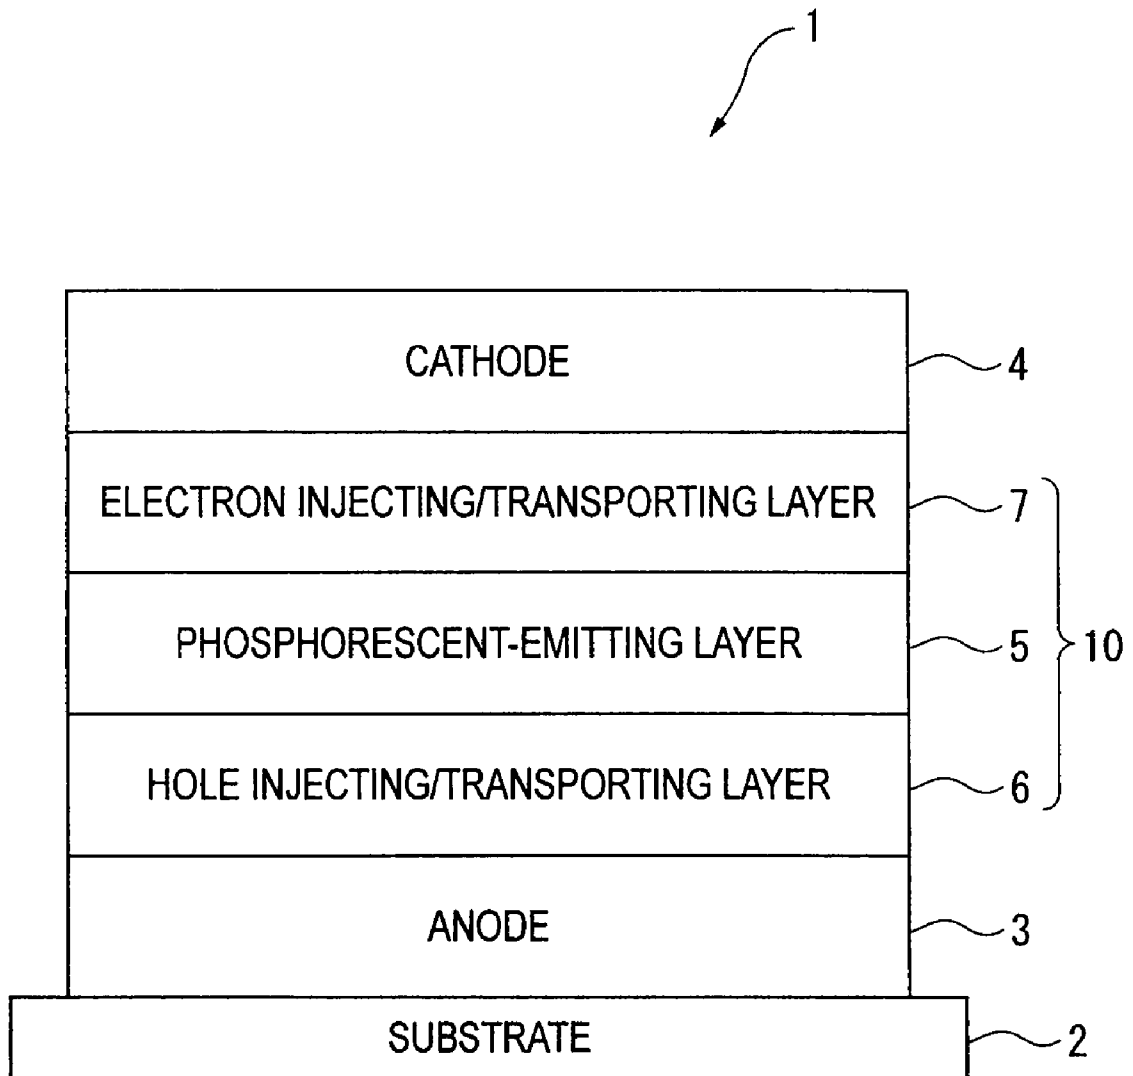 1
CATHODE 4
ELECTRON INJECTING/TRANSPORTING LAYER 7
PHOSPHORESCENT-EMITTING LAYER 5 10
HOLE INJECTING/TRANSPORTING LAYER 6
ANODE 3
SUBSTRATE 2